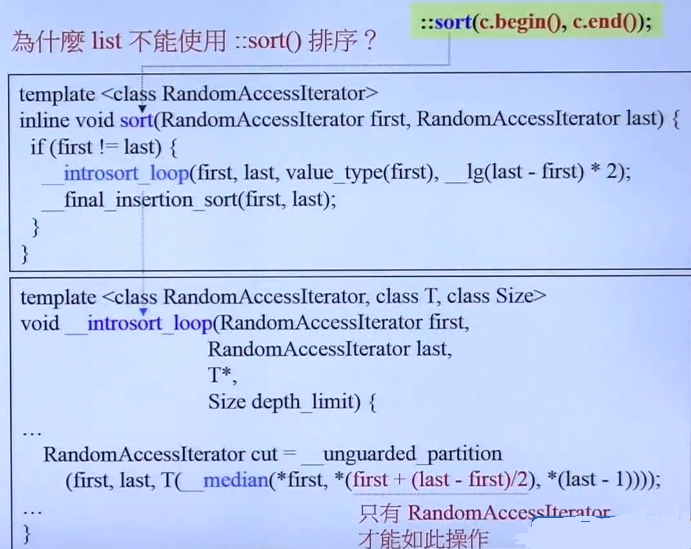 為什麼 list 不能使用 ::sort() 排序？
::sort(c.begin(), c.end());
template <class RandomAccessIterator>
inline void sort(RandomAccessIterator first, RandomAccessIterator last) {
if (first != last) {
__introsort_loop(first, last, value_type(first), __lg(last - first) * 2);
__final_insertion_sort(first, last);
}
}
template <class RandomAccessIterator, class T, class Size>
void __introsort_loop(RandomAccessIterator first,
RandomAccessIterator last,
T*,
Size depth_limit) {
...
RandomAccessIterator cut = __unguarded_partition
(first, last, T(__median(*first, *(first + (last - first)/2), *(last - 1))));
...
}
只有 RandomAccessIterator
才能如此操作